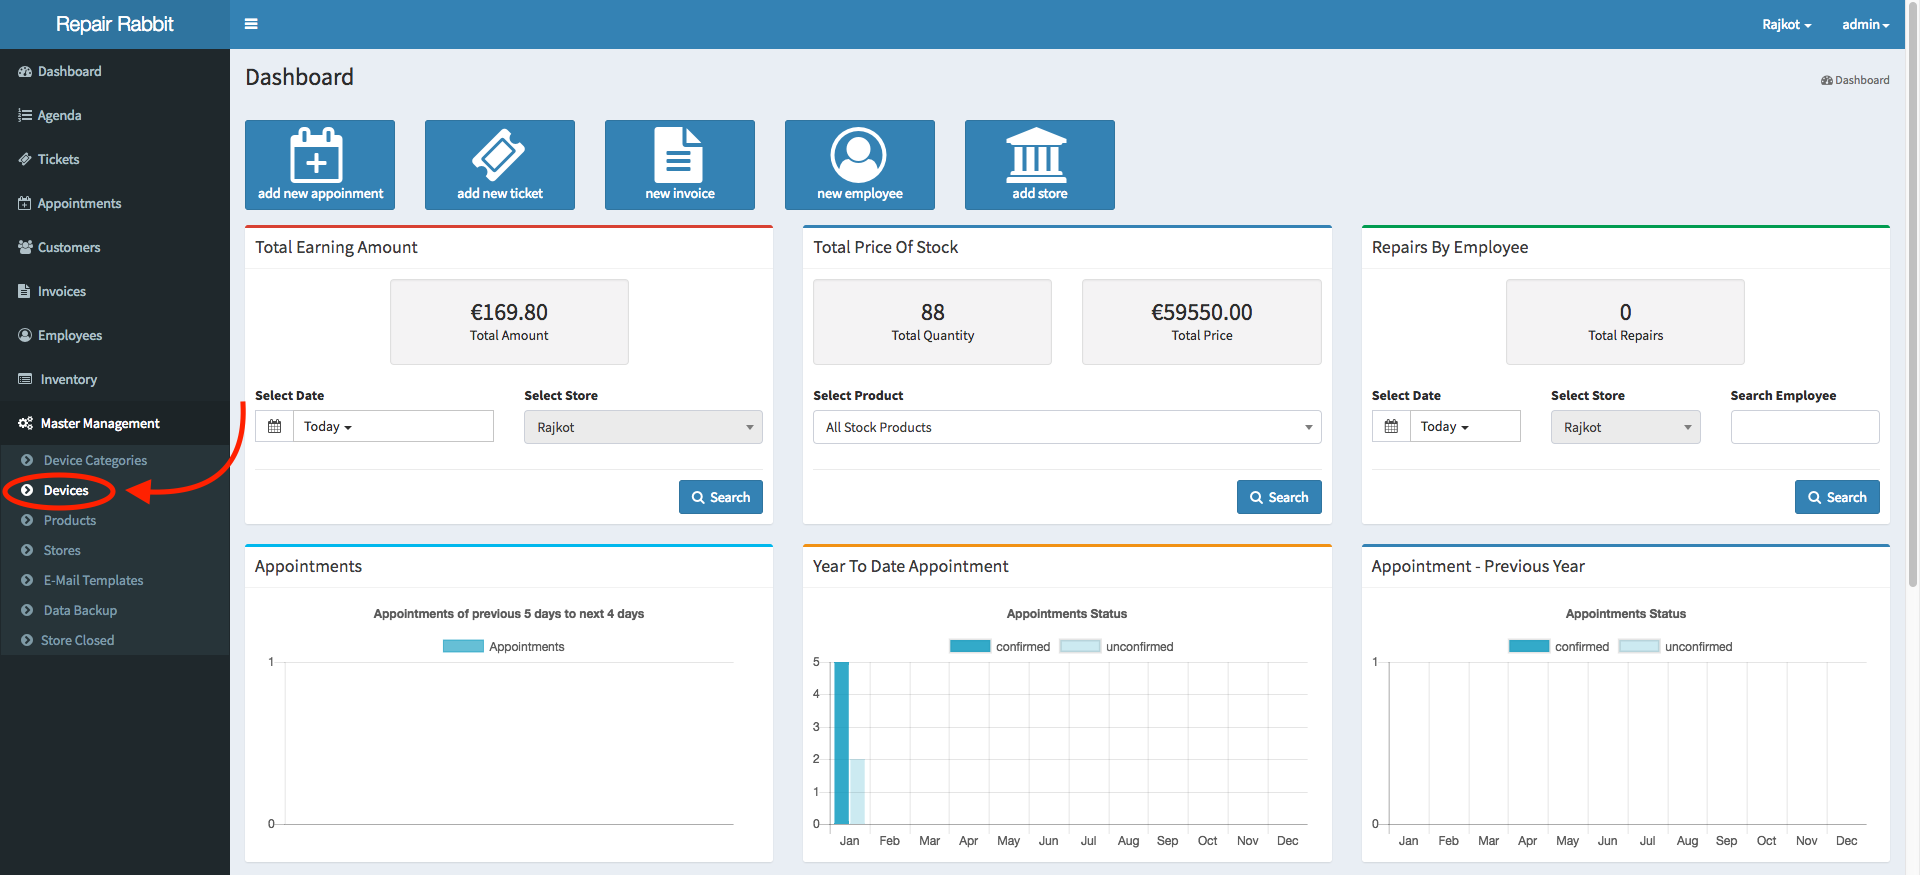 Repair Rabbit
Rajkot
admin
Dashboard
Agenda
Tickets
Appointments
Customers
Invoices
Employees
Inventory
Master Management
Device Categories
Devices
Products
Stores
E-Mail Templates
Data Backup
Store Closed
Dashboard
Dashboard
add new appoinment
add new ticket
new invoice
new employee
add store
Total Earning Amount
€169.80
Total Amount
Select Date
Select Store
Today
Rajkot
Search
Total Price Of Stock
88
Total Quantity
€59550.00
Total Price
Select Product
All Stock Products
Search
Repairs By Employee
0
Total Repairs
Select Date
Select Store
Search Employee
Today
Rajkot
Search
Appointments
Appointments of previous 5 days to next 4 days
Appointments
1
0
Year To Date Appointment
Appointments Status
confirmed unconfirmed
5
4
3
2
1
0
Jan Feb Mar Apr May Jun Jul Aug Sep Oct Nov Dec
Appointment - Previous Year
Appointments Status
confirmed unconfirmed
1
0
Jan Feb Mar Apr May Jun Jul Aug Sep Oct Nov Dec